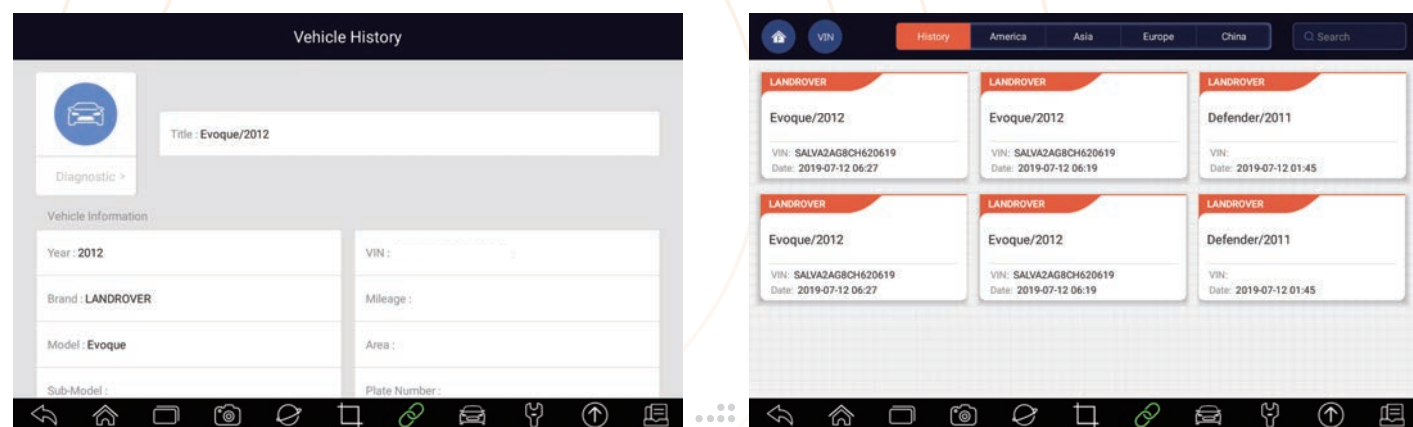 Vehicle History
Title : Evoque/2012
Diagnostic >
Vehicle Information
Year : 2012
VIN :
Brand : LANDROVER
Mileage :
Model : Evoque
Area :
Sub-Model :
Plate Number :
VIN
History
America
Asia
Europe
China
Search
LANDROVER
Evoque/2012
VIN: SALVA2AG8CH620619
Date: 2019-07-12 06:27
LANDROVER
Evoque/2012
VIN: SALVA2AG8CH620619
Date: 2019-07-12 06:19
LANDROVER
Defender/2011
VIN:
Date: 2019-07-12 01:45
LANDROVER
Evoque/2012
VIN: SALVA2AG8CH620619
Date: 2019-07-12 06:27
LANDROVER
Evoque/2012
VIN: SALVA2AG8CH620619
Date: 2019-07-12 06:19
LANDROVER
Defender/2011
VIN:
Date: 2019-07-12 01:45